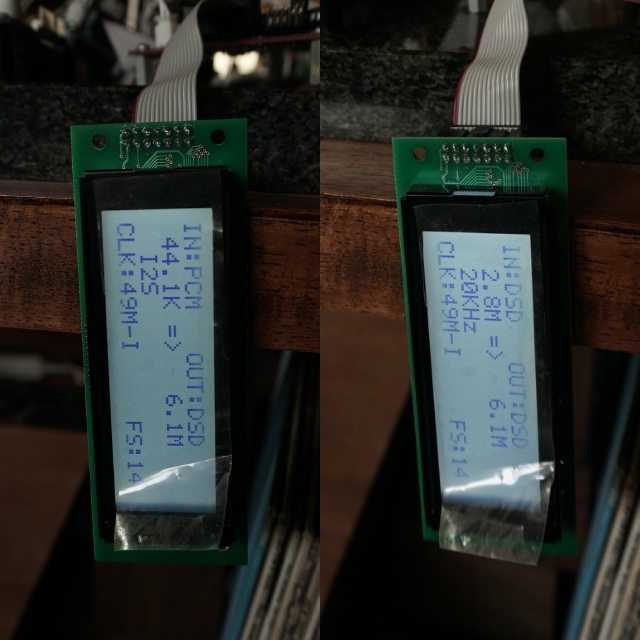 IN:PCM OUT:DSD
44.1K => 6.1M
I2S
CLK:49M-I FS:14
IN:DSD OUT:DSD
2.8M => 6.1M
20KHZ
CLK:49M-I FS:14